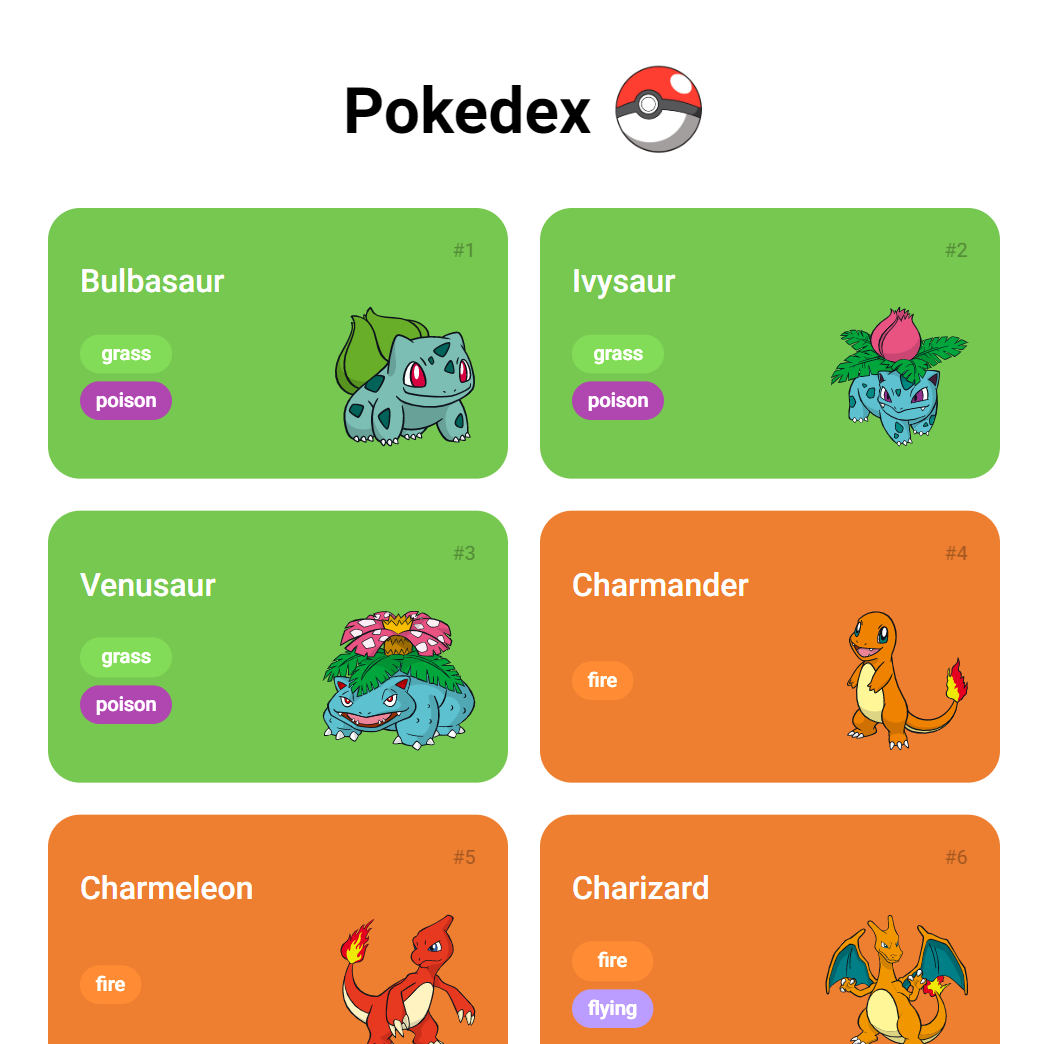 Pokedex
#1
Bulbasaur
grass
poison
#2
Ivysaur
grass
poison
#3
Venusaur
grass
poison
#4
Charmander
fire
#5
Charmeleon
fire
#6
Charizard
fire
flying